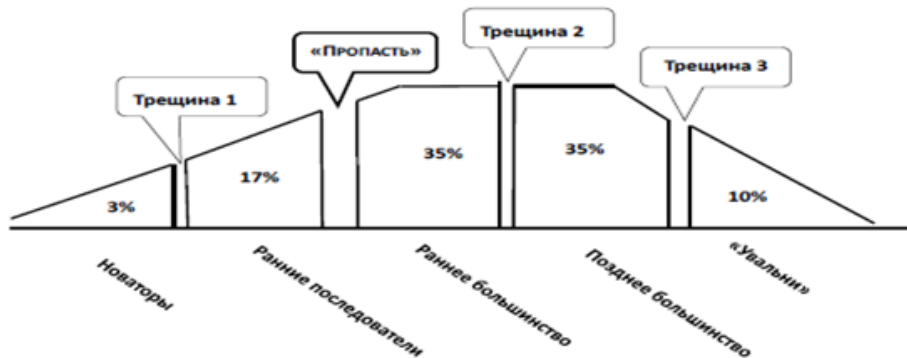 Трещина 1
«Пропасть»
Трещина 2
Трещина 3
3%
17%
35%
35%
10%
Новаторы
Ранние последователи
Раннее большинство
Позднее большинство
«Увальни»